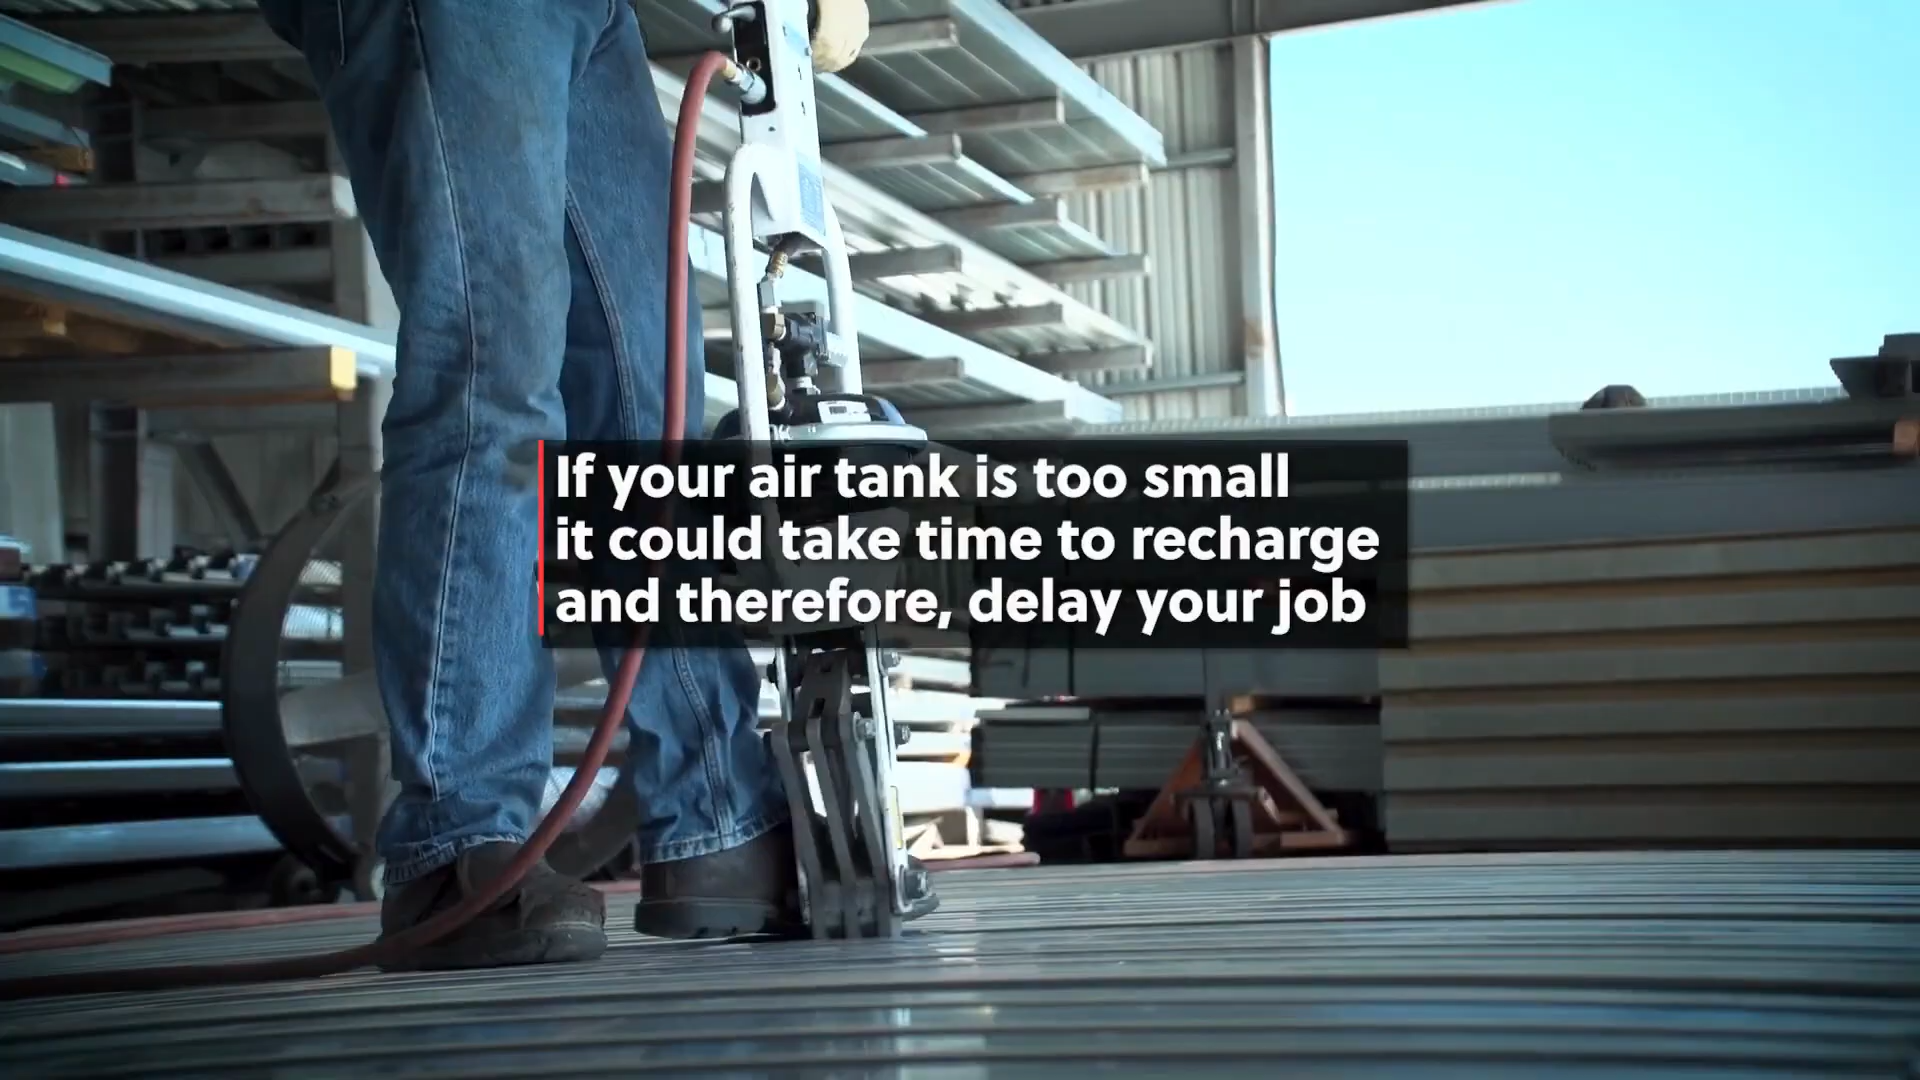 If your air tank is too small
it could take time to recharge
and therefore, delay your job